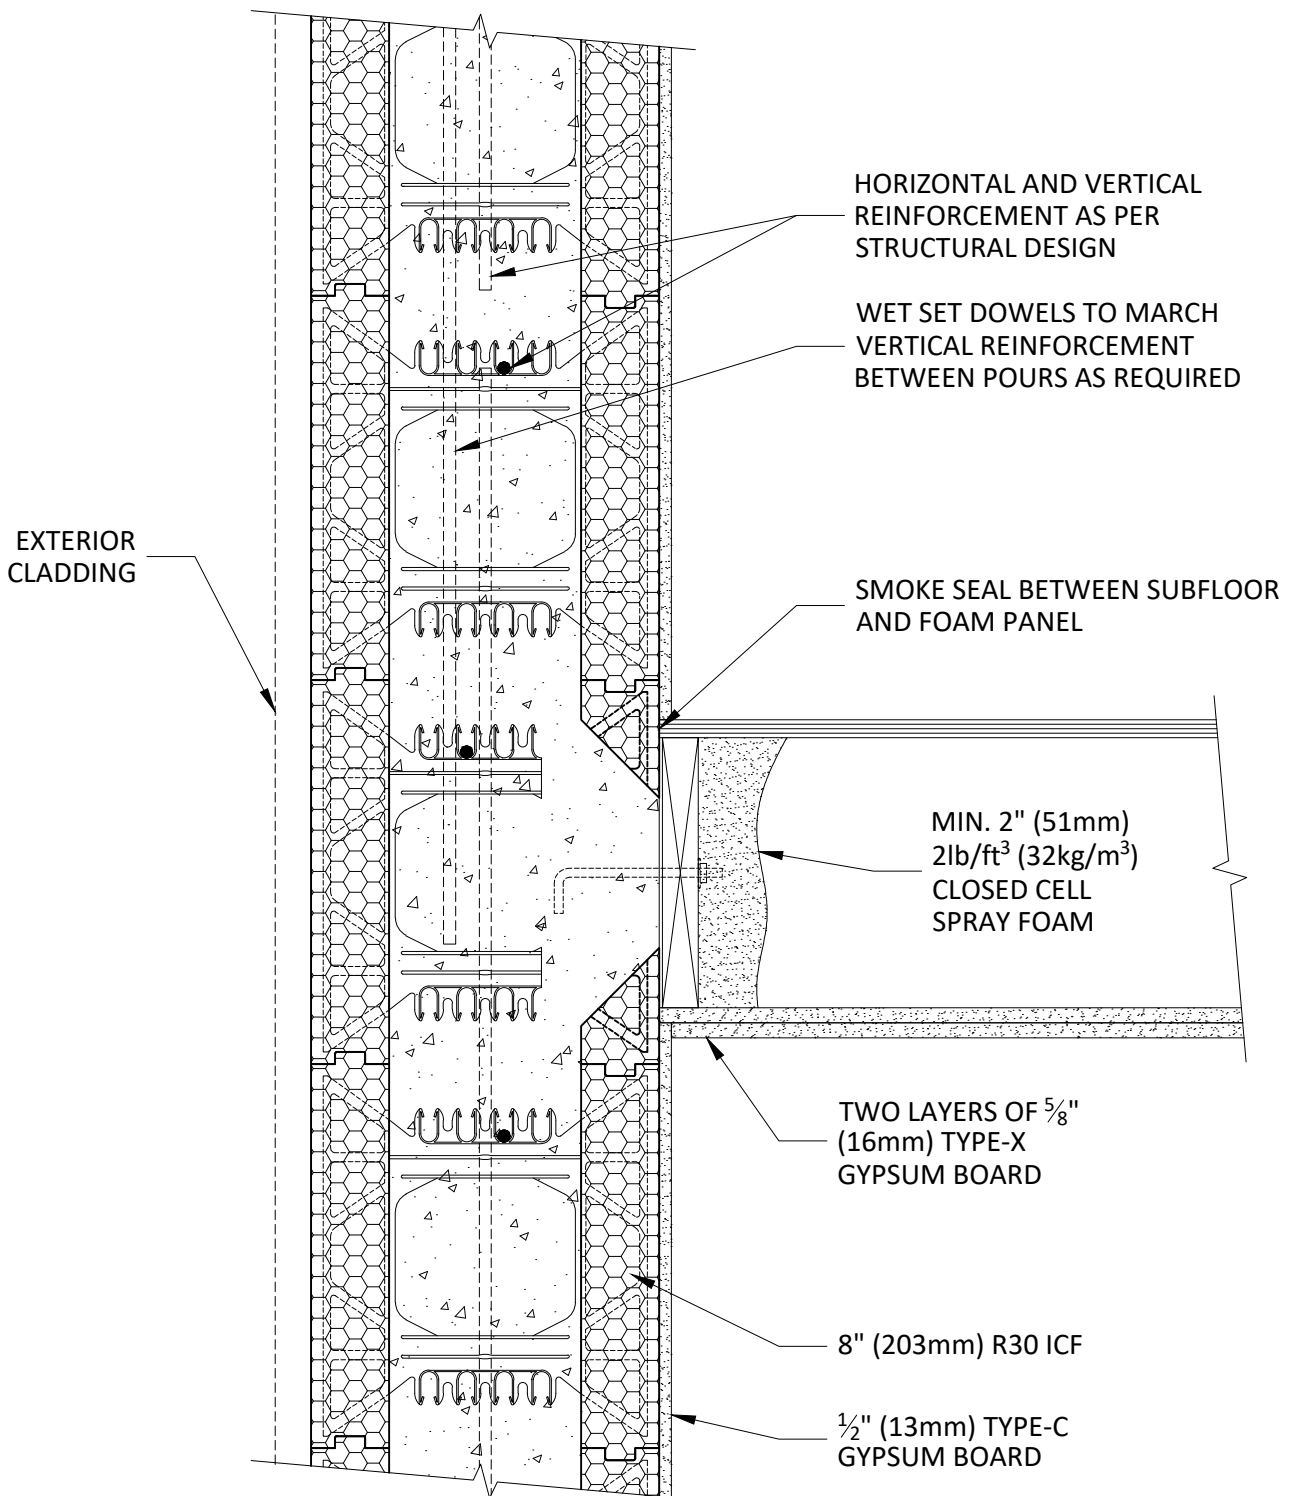 HORIZONTAL AND VERTICAL
REINFORCEMENT AS PER
STRUCTURAL DESIGN
WET SET DOWELS TO MARCH
VERTICAL REINFORCEMENT
BETWEEN POURS AS REQUIRED
EXTERIOR
CLADDING
SMOKE SEAL BETWEEN SUBFLOOR
AND FOAM PANEL
MIN. 2" (51mm)
2lb/ft³ (32kg/m³)
CLOSED CELL
SPRAY FOAM
TWO LAYERS OF ⅝"
(16mm) TYPE-X
GYPSUM BOARD
8" (203mm) R30 ICF
½" (13mm) TYPE-C
GYPSUM BOARD